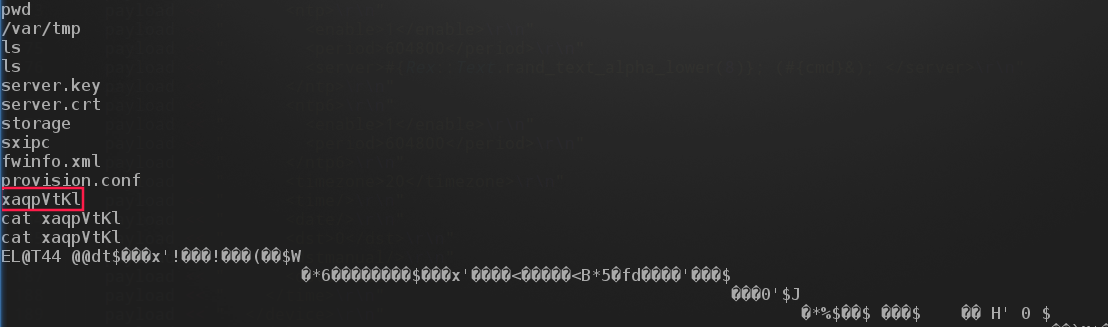 pwd
/var/tmp
ls
ls
server.key
server.crt
storage
sxipc
fwinfo.xml
provision.conf
xaqpVtKl
cat xaqpVtKl
cat xaqpVtKl
EL@T44 @@dt$���x'!���!���(��$W
�*6��������$���x'����<�����<B*5�fd����'���$
���0'$J
�*%$��$ ���$ �� H' 0 $